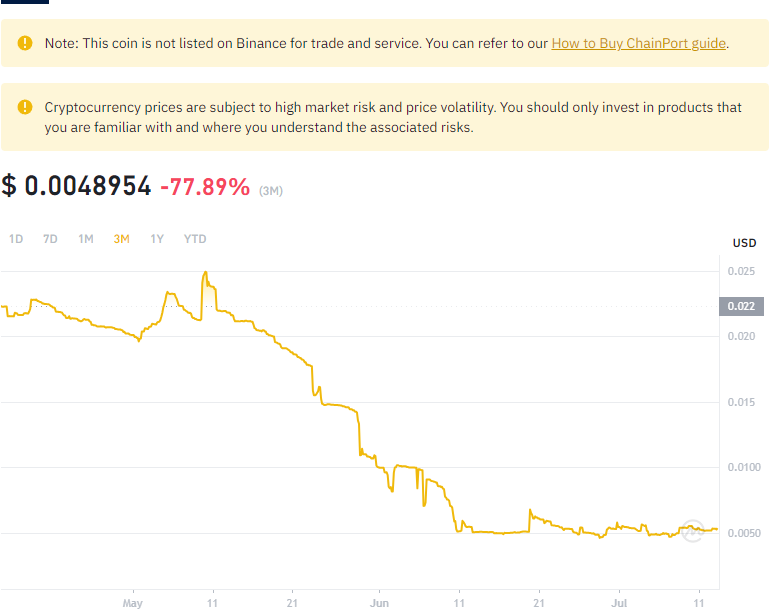 Note: This coin is not listed on Binance for trade and service. You can refer to our How to Buy ChainPort guide.
Cryptocurrency prices are subject to high market risk and price volatility. You should only invest in products that
you are familiar with and where you understand the associated risks.
$ 0.0048954 -77.89% (3M)
1D 7D 1M 3M 1Y YTD
USD
0.025
0.022
0.020
0.015
0.0100
0.0050
May 11 21 Jun 11 21 Jul 11